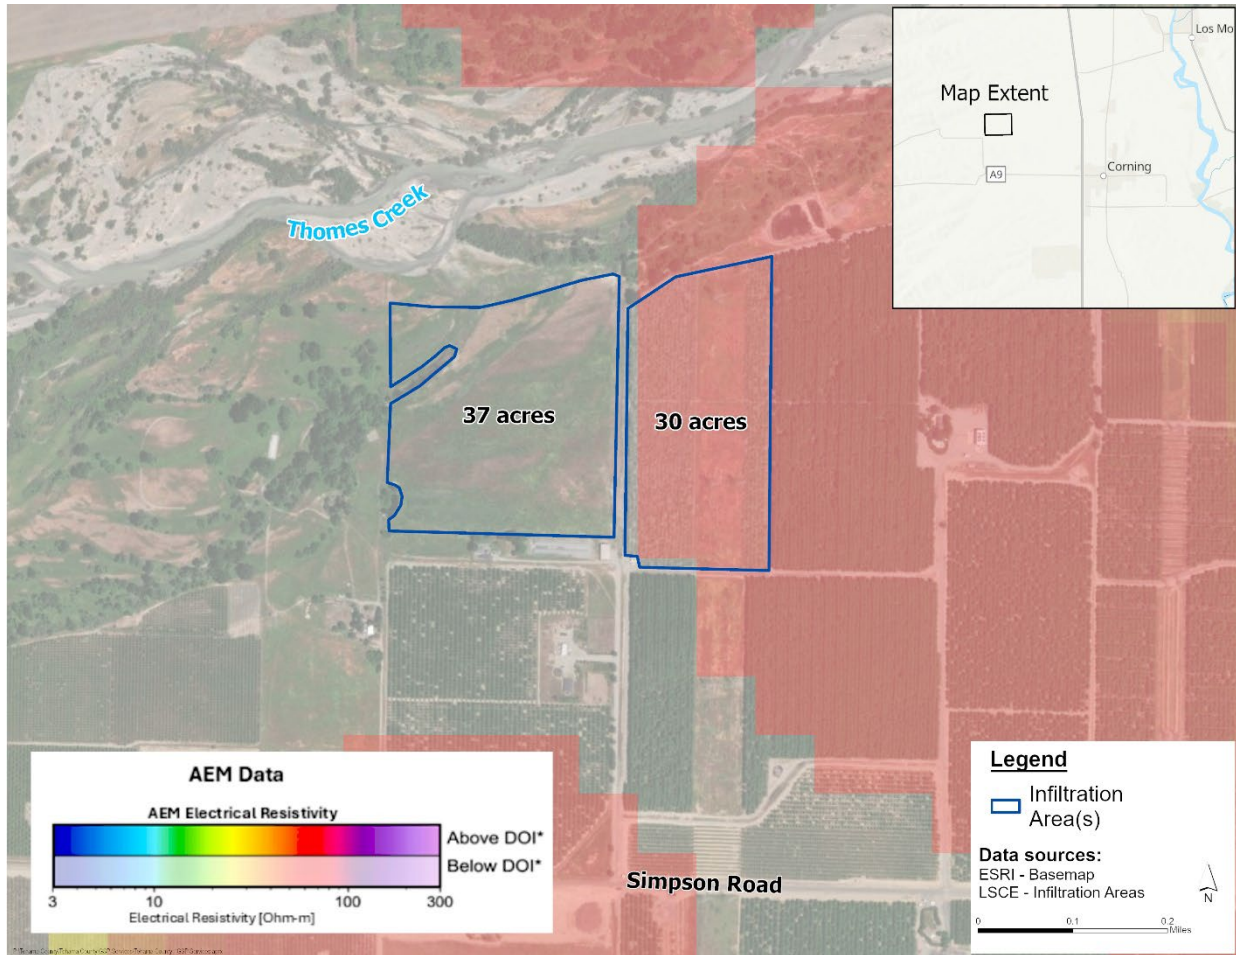 Los Mo
Map Extent
Corning
A9
Thomes Creek
37 acres
30 acres
AEM Data
AEM Electrical Resistivity
Above DOI*
Below DOI*
3 10 100 300
Electrical Resistivity [Ohm-m]
Simpson Road
Legend
Infiltration
Area(s)
Data sources:
ESRI - Basemap
LSCE - Infiltration Areas
N
0 0.1 0.2
Miles